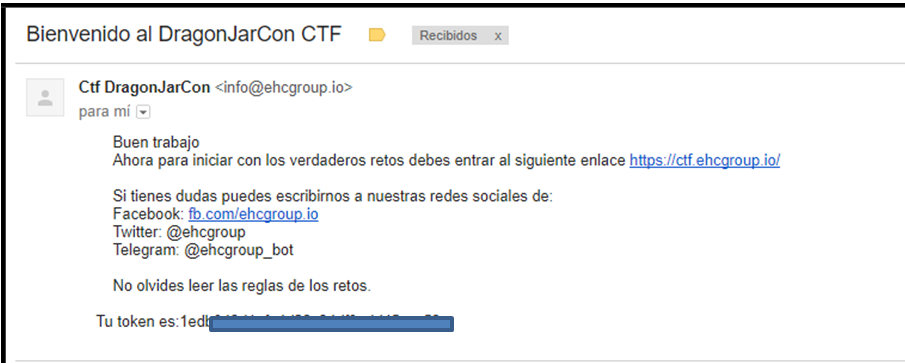 Bienvenido al DragonJarCon CTF Recibidos x
Ctf DragonJarCon <info@ehcgroup.io>
para mí
Buen trabajo
Ahora para iniciar con los verdaderos retos debes entrar al siguiente enlace https://ctf.ehcgroup.io/
Si tienes dudas puedes escribirnos a nuestras redes sociales de:
Facebook: fb.com/ehcgroup.io
Twitter: @ehcgroup
Telegram: @ehcgroup_bot
No olvides leer las reglas de los retos.
Tu token es:1edb